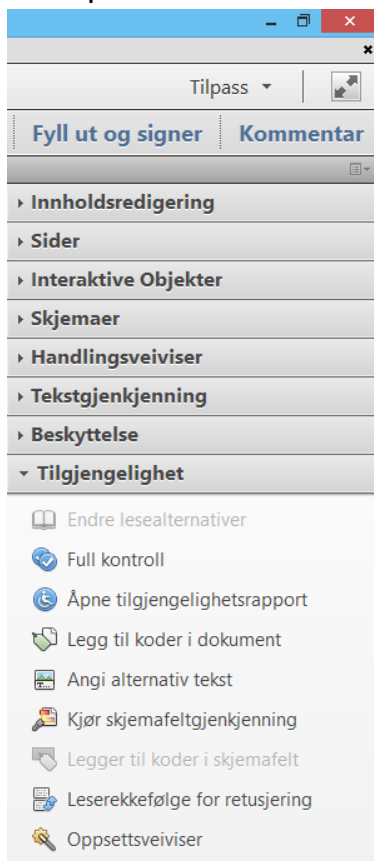 Tilpass
Fyll ut og signer Kommentar
Innholdsredigering
Sider
Interaktive Objekter
Skjemaer
Handlingsveiviser
Tekstgjenkjenning
Beskyttelse
Tilgjengelighet
Endre lesealternativer
Full kontroll
Åpne tilgjengelighetsrapport
Legg til koder i dokument
Angi alternativ tekst
Kjør skjemafeltgjenkjenning
Legger til koder i skjemafelt
Leserekkefølge for retusjering
Oppsettsveiviser